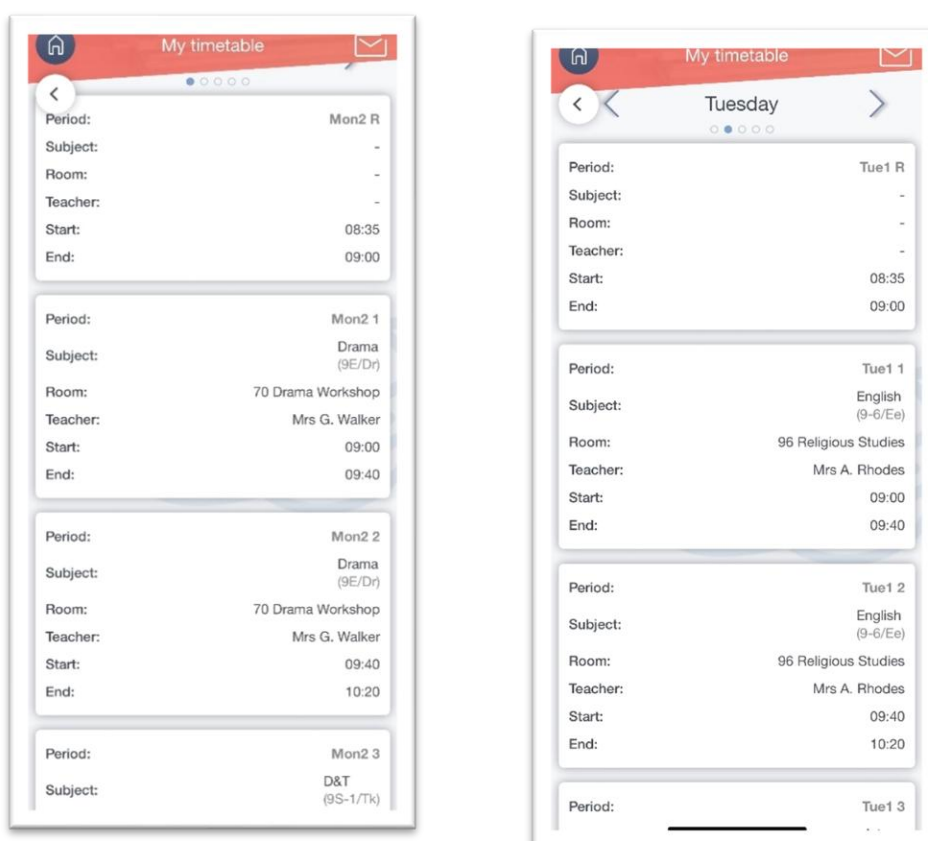 My timetable
Period: Mon2 R
Subject: -
Room: -
Teacher: -
Start: 08:35
End: 09:00
Period: Mon2 1
Subject: Drama
(9E/Dr)
Room: 70 Drama Workshop
Teacher: Mrs G. Walker
Start: 09:00
End: 09:40
Period: Mon2 2
Subject: Drama
(9E/Dr)
Room: 70 Drama Workshop
Teacher: Mrs G. Walker
Start: 09:40
End: 10:20
Period: Mon2 3
Subject: D&T
(9S-1/Tk)
My timetable
Tuesday
Period: Tue1 R
Subject: -
Room: -
Teacher: -
Start: 08:35
End: 09:00
Period: Tue1 1
Subject: English
(9-6/Ee)
Room: 96 Religious Studies
Teacher: Mrs A. Rhodes
Start: 09:00
End: 09:40
Period: Tue1 2
Subject: English
(9-6/Ee)
Room: 96 Religious Studies
Teacher: Mrs A. Rhodes
Start: 09:40
End: 10:20
Period: Tue1 3